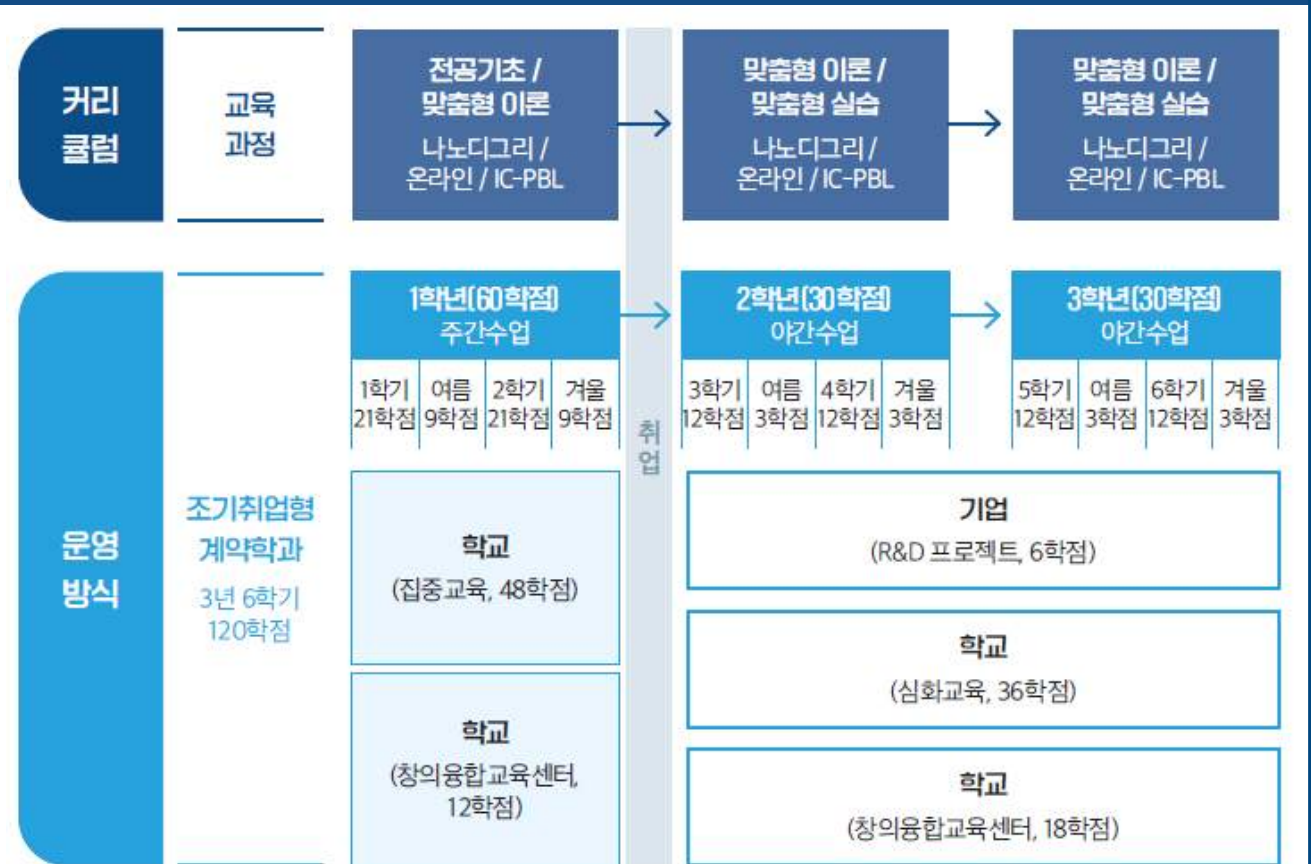 커리
큘럼
교육
과정
전공기초 /
맞춤형 이론
나노디그리 /
온라인 / IC-PBL
맞춤형 이론 /
맞춤형 실습
나노디그리 /
온라인 / IC-PBL
맞춤형 이론 /
맞춤형 실습
나노디그리 /
온라인 / IC-PBL
취업
운영
방식
조기취업형
계약학과
3년 6학기
120학점
1학년(60학점)
주간수업
1학기 여름 2학기 겨울
21학점 9학점 21학점 9학점
2학년(30학점)
야간수업
3학기 여름 4학기 겨울
12학점 3학점 12학점 3학점
3학년(30학점)
야간수업
5학기 여름 6학기 겨울
12학점 3학점 12학점 3학점
학교
(집중교육, 48학점)
학교
(창의융합교육센터,
12학점)
기업
(R&D 프로젝트, 6학점)
학교
(심화교육, 36학점)
학교
(창의융합교육센터, 18학점)